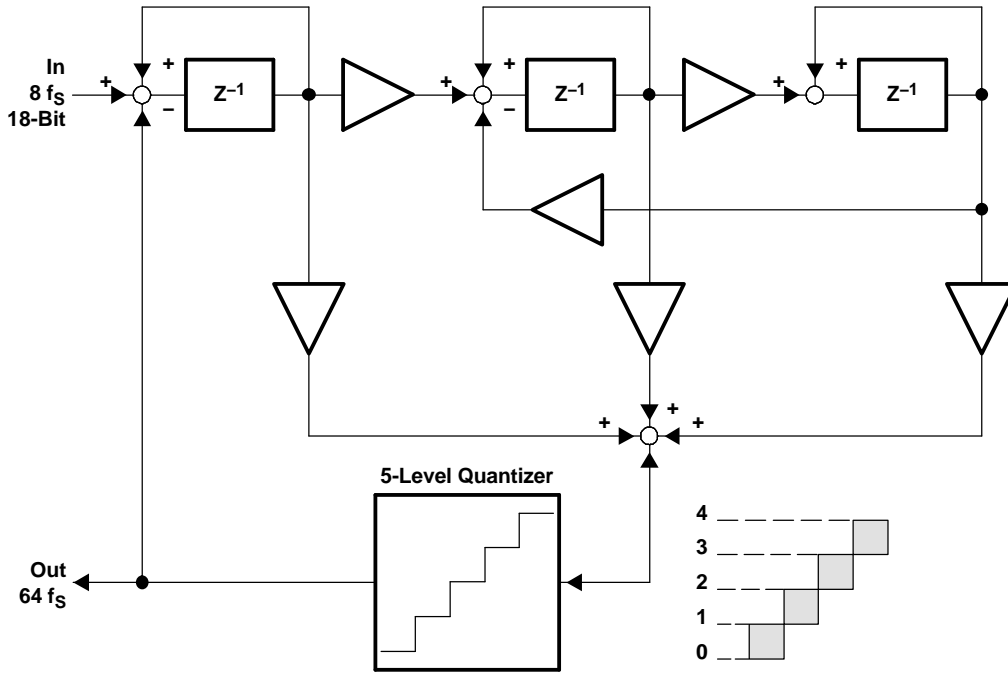 In
8 fS
18-Bit
+
+
–
Z–1
+
+
–
Z–1
+
+
Z–1
+
+
+
5-Level Quantizer
Out
64 fS
4
3
2
1
0